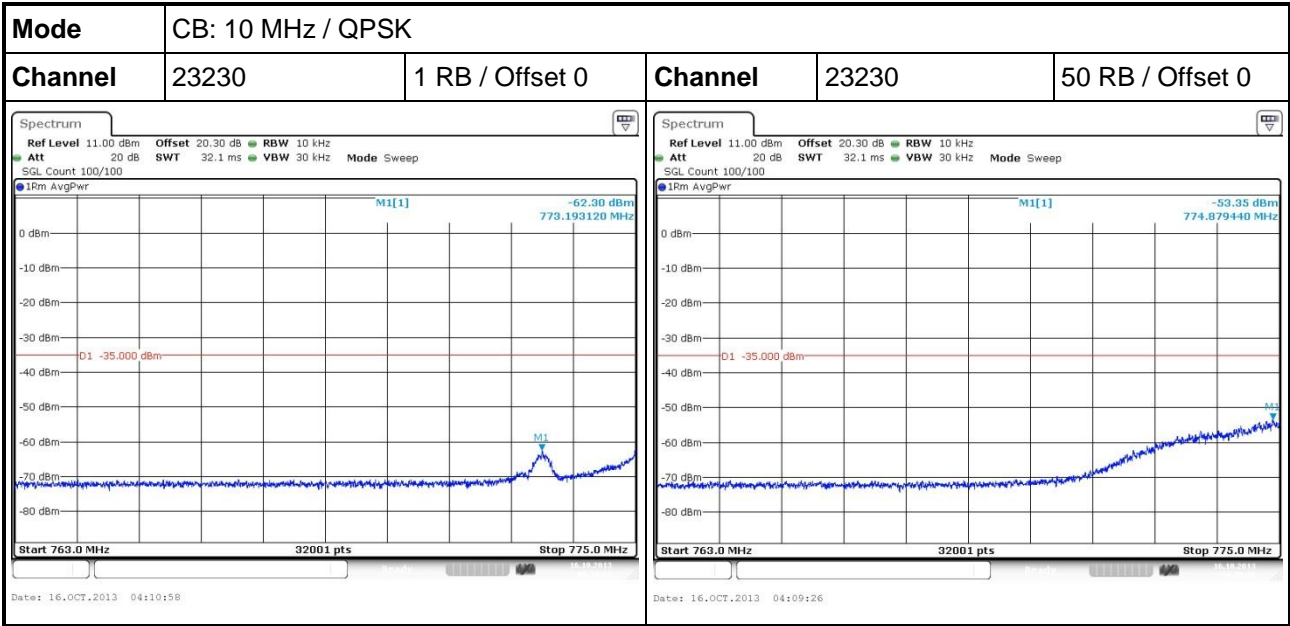 Mode CB: 10 MHz / QPSK
Channel 23230 1 RB / Offset 0 Channel 23230 50 RB / Offset 0
Spectrum
Ref Level 11.00 dBm Offset 20.30 dB RBW 10 kHz
Att 20 dB SWT 32.1 ms VBW 30 kHz Mode Sweep
SGL Count 100/100
1Rm AvgPwr
M1[1] -62.30 dBm
773.193120 MHz
0 dBm
-10 dBm
-20 dBm
-30 dBm
D1 -35.000 dBm
-40 dBm
-50 dBm
M1
-60 dBm
-70 dBm
-80 dBm
Start 763.0 MHz 32001 pts Stop 775.0 MHz
Ready 16.10.2013
Date: 16.OCT.2013 04:10:58
Spectrum
Ref Level 11.00 dBm Offset 20.30 dB RBW 10 kHz
Att 20 dB SWT 32.1 ms VBW 30 kHz Mode Sweep
SGL Count 100/100
1Rm AvgPwr
M1[1] -53.35 dBm
774.879440 MHz
0 dBm
-10 dBm
-20 dBm
-30 dBm
D1 -35.000 dBm
-40 dBm
-50 dBm
M1
-60 dBm
-70 dBm
-80 dBm
Start 763.0 MHz 32001 pts Stop 775.0 MHz
Ready 16.10.2013
Date: 16.OCT.2013 04:09:26